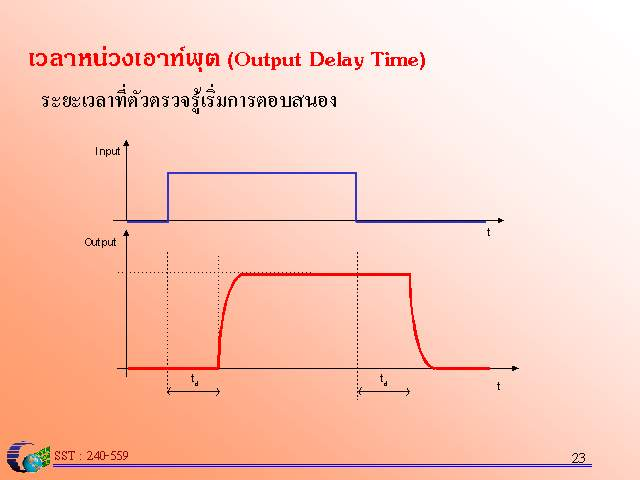 เวลาหน่วงเอาท์พุต (Output Delay Time)
ระยะเวลาที่ตัวตรวจรู้เริ่มการตอบสนอง
Input
t
Output
td
td
t
SST : 240-559
23